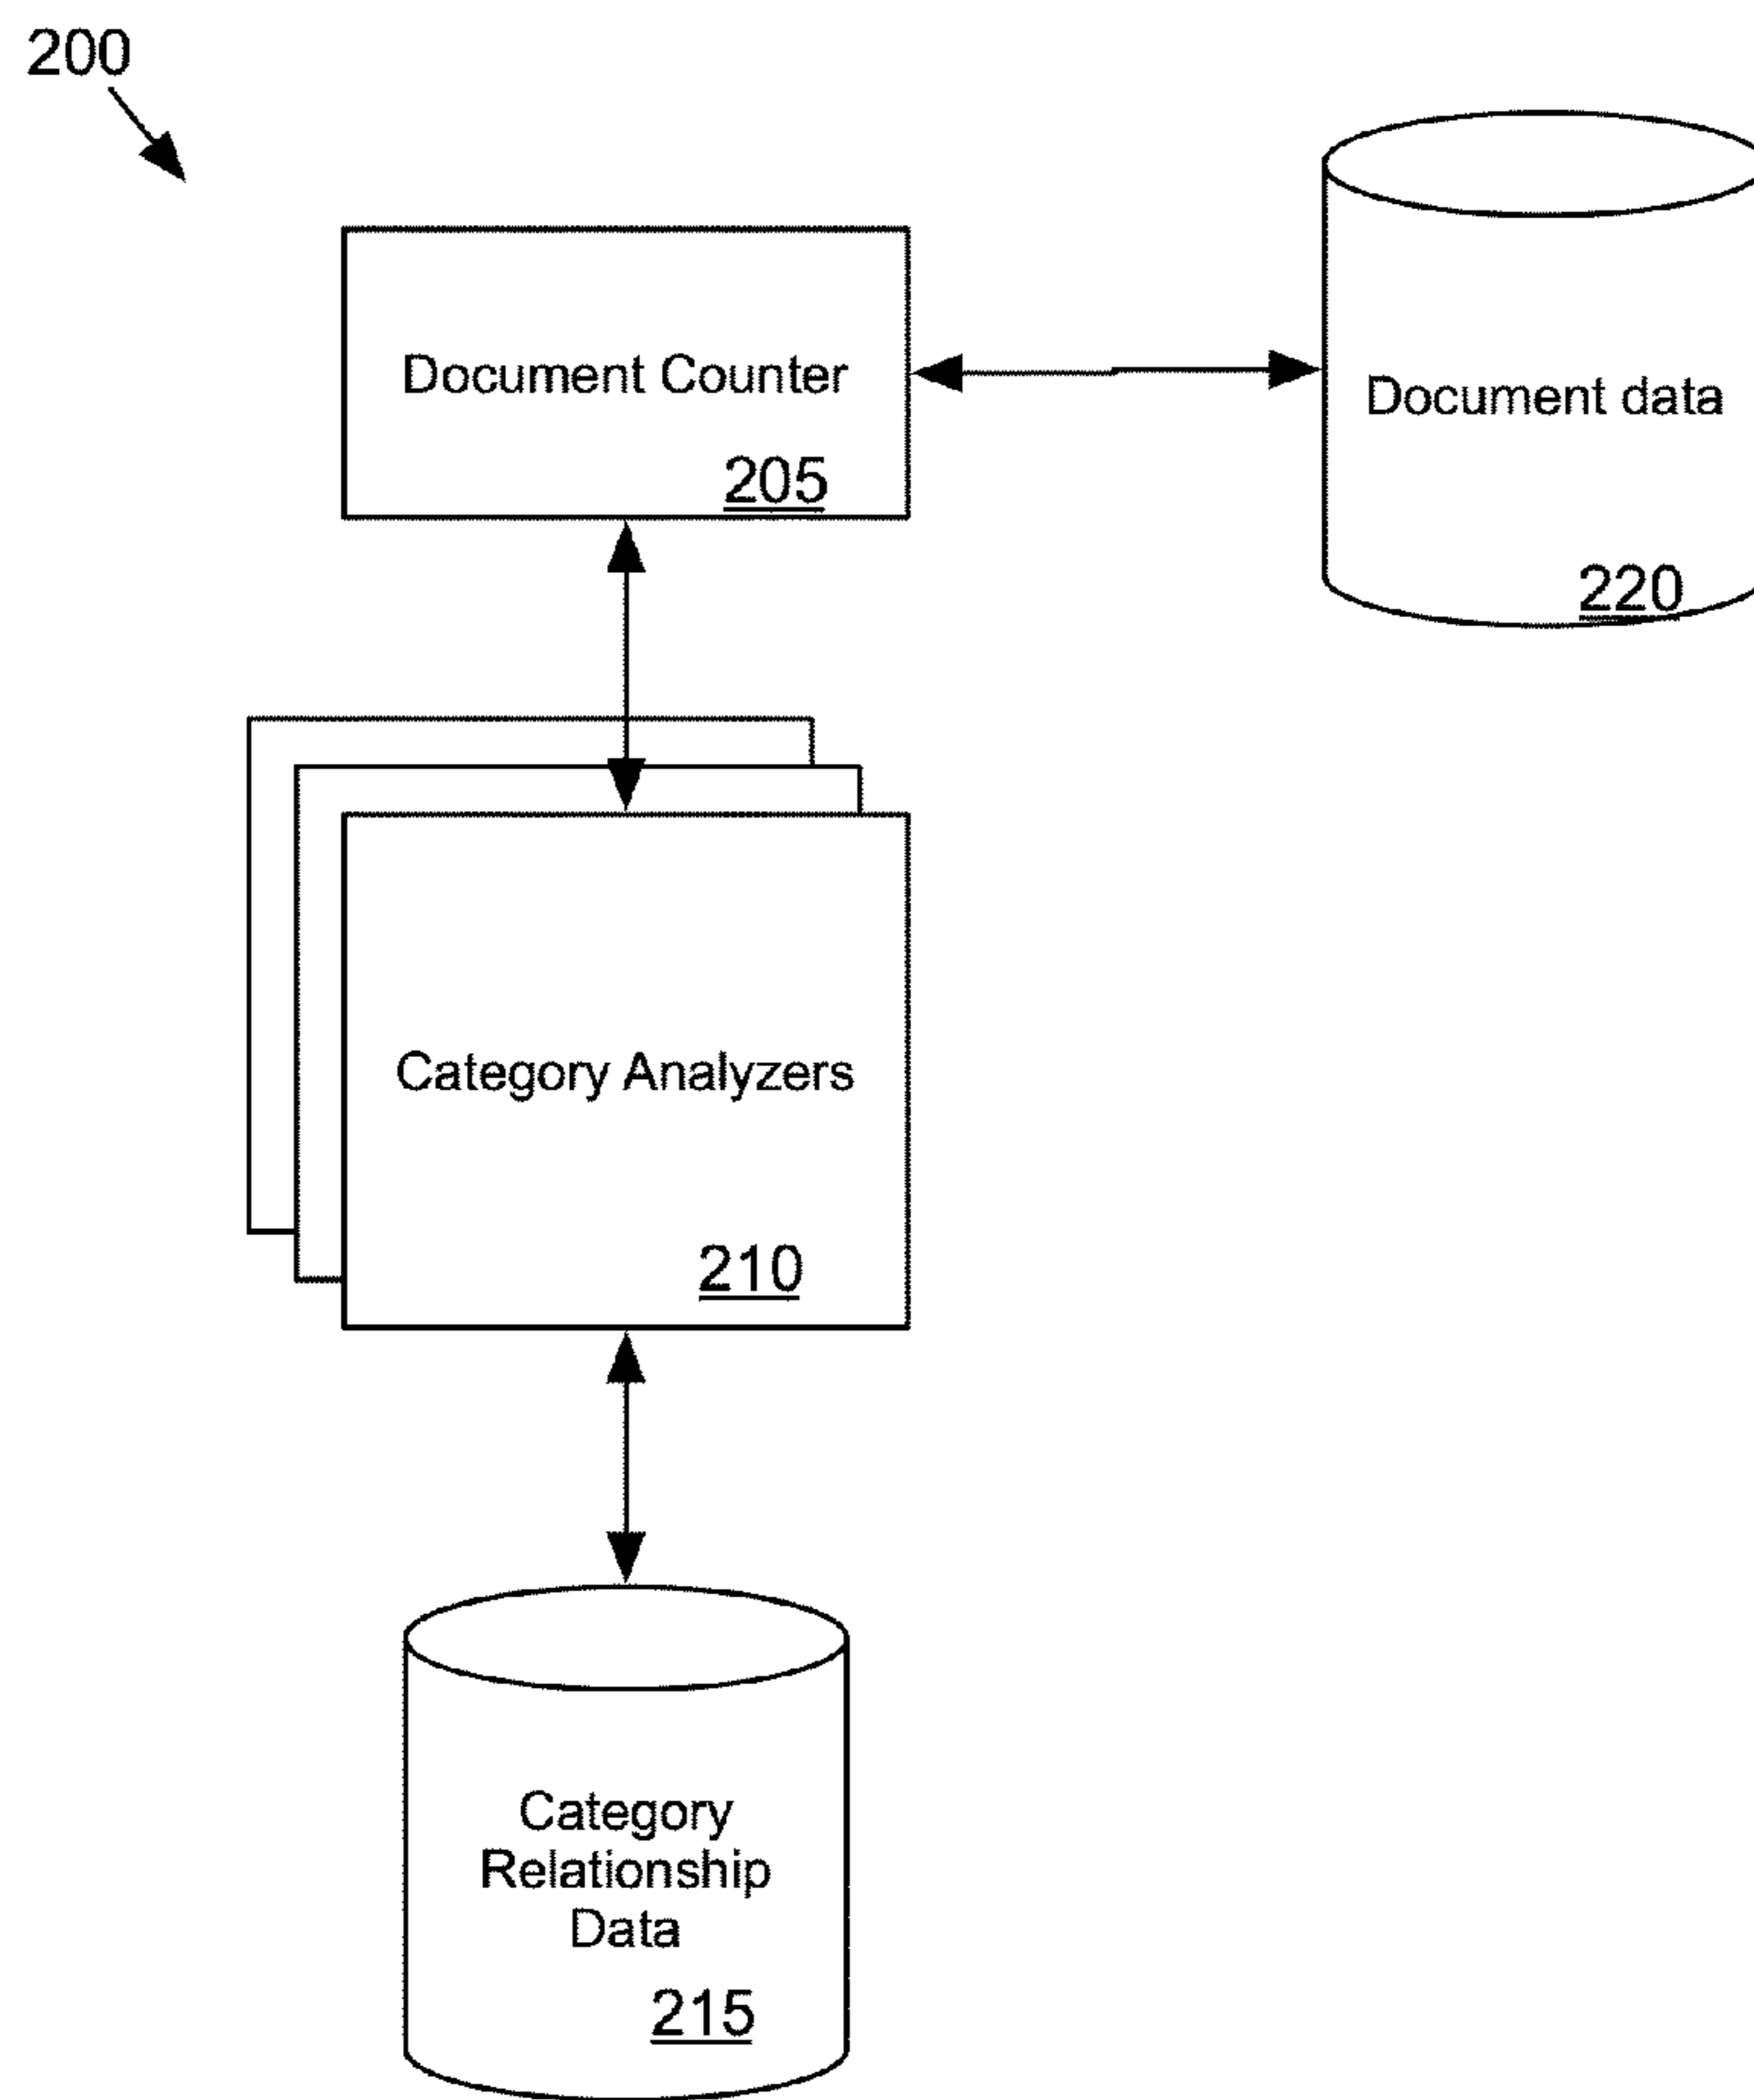 200
Document Counter
205
Document data
220
Category Analyzers
210
Category
Relationship
Data
215